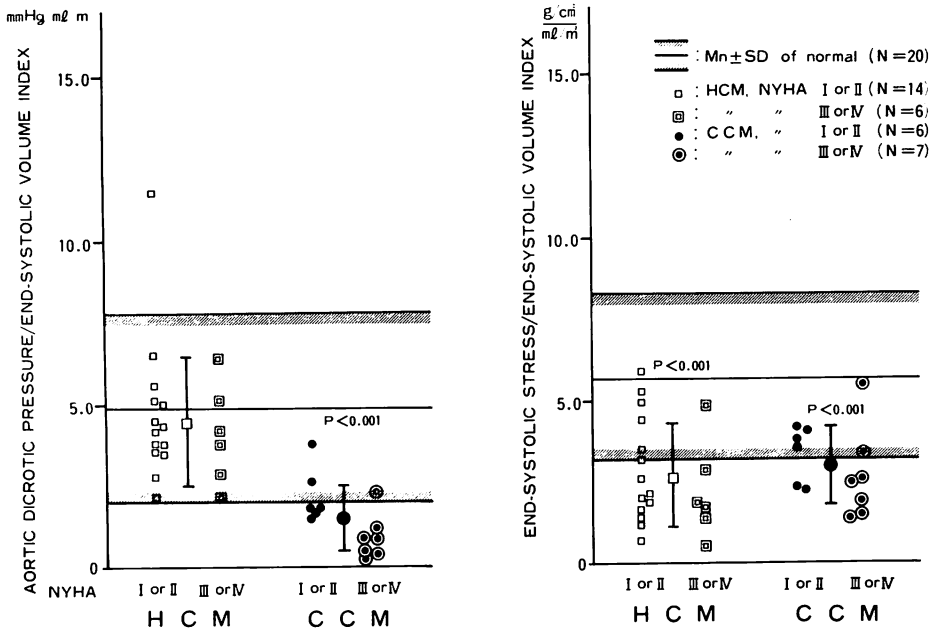 mmHg mℓ m
AORTIC DICROTIC PRESSURE/END-SYSTOLIC VOLUME INDEX
15.0
10.0
5.0
0
P<0.001
NYHA I or II III or IV I or II III or IV
H C M C C M
g/cm²
mℓ/m²
END-SYSTOLIC STRESS/END-SYSTOLIC VOLUME INDEX
15.0
10.0
5.0
0
: Mn±SD of normal (N=20)
: HCM, NYHA I or II (N=14)
: " " III or IV (N=6)
: CCM, " I or II (N=6)
: " " III or IV (N=7)
P<0.001
P<0.001
I or II III or IV I or II III or IV
H C M C C M